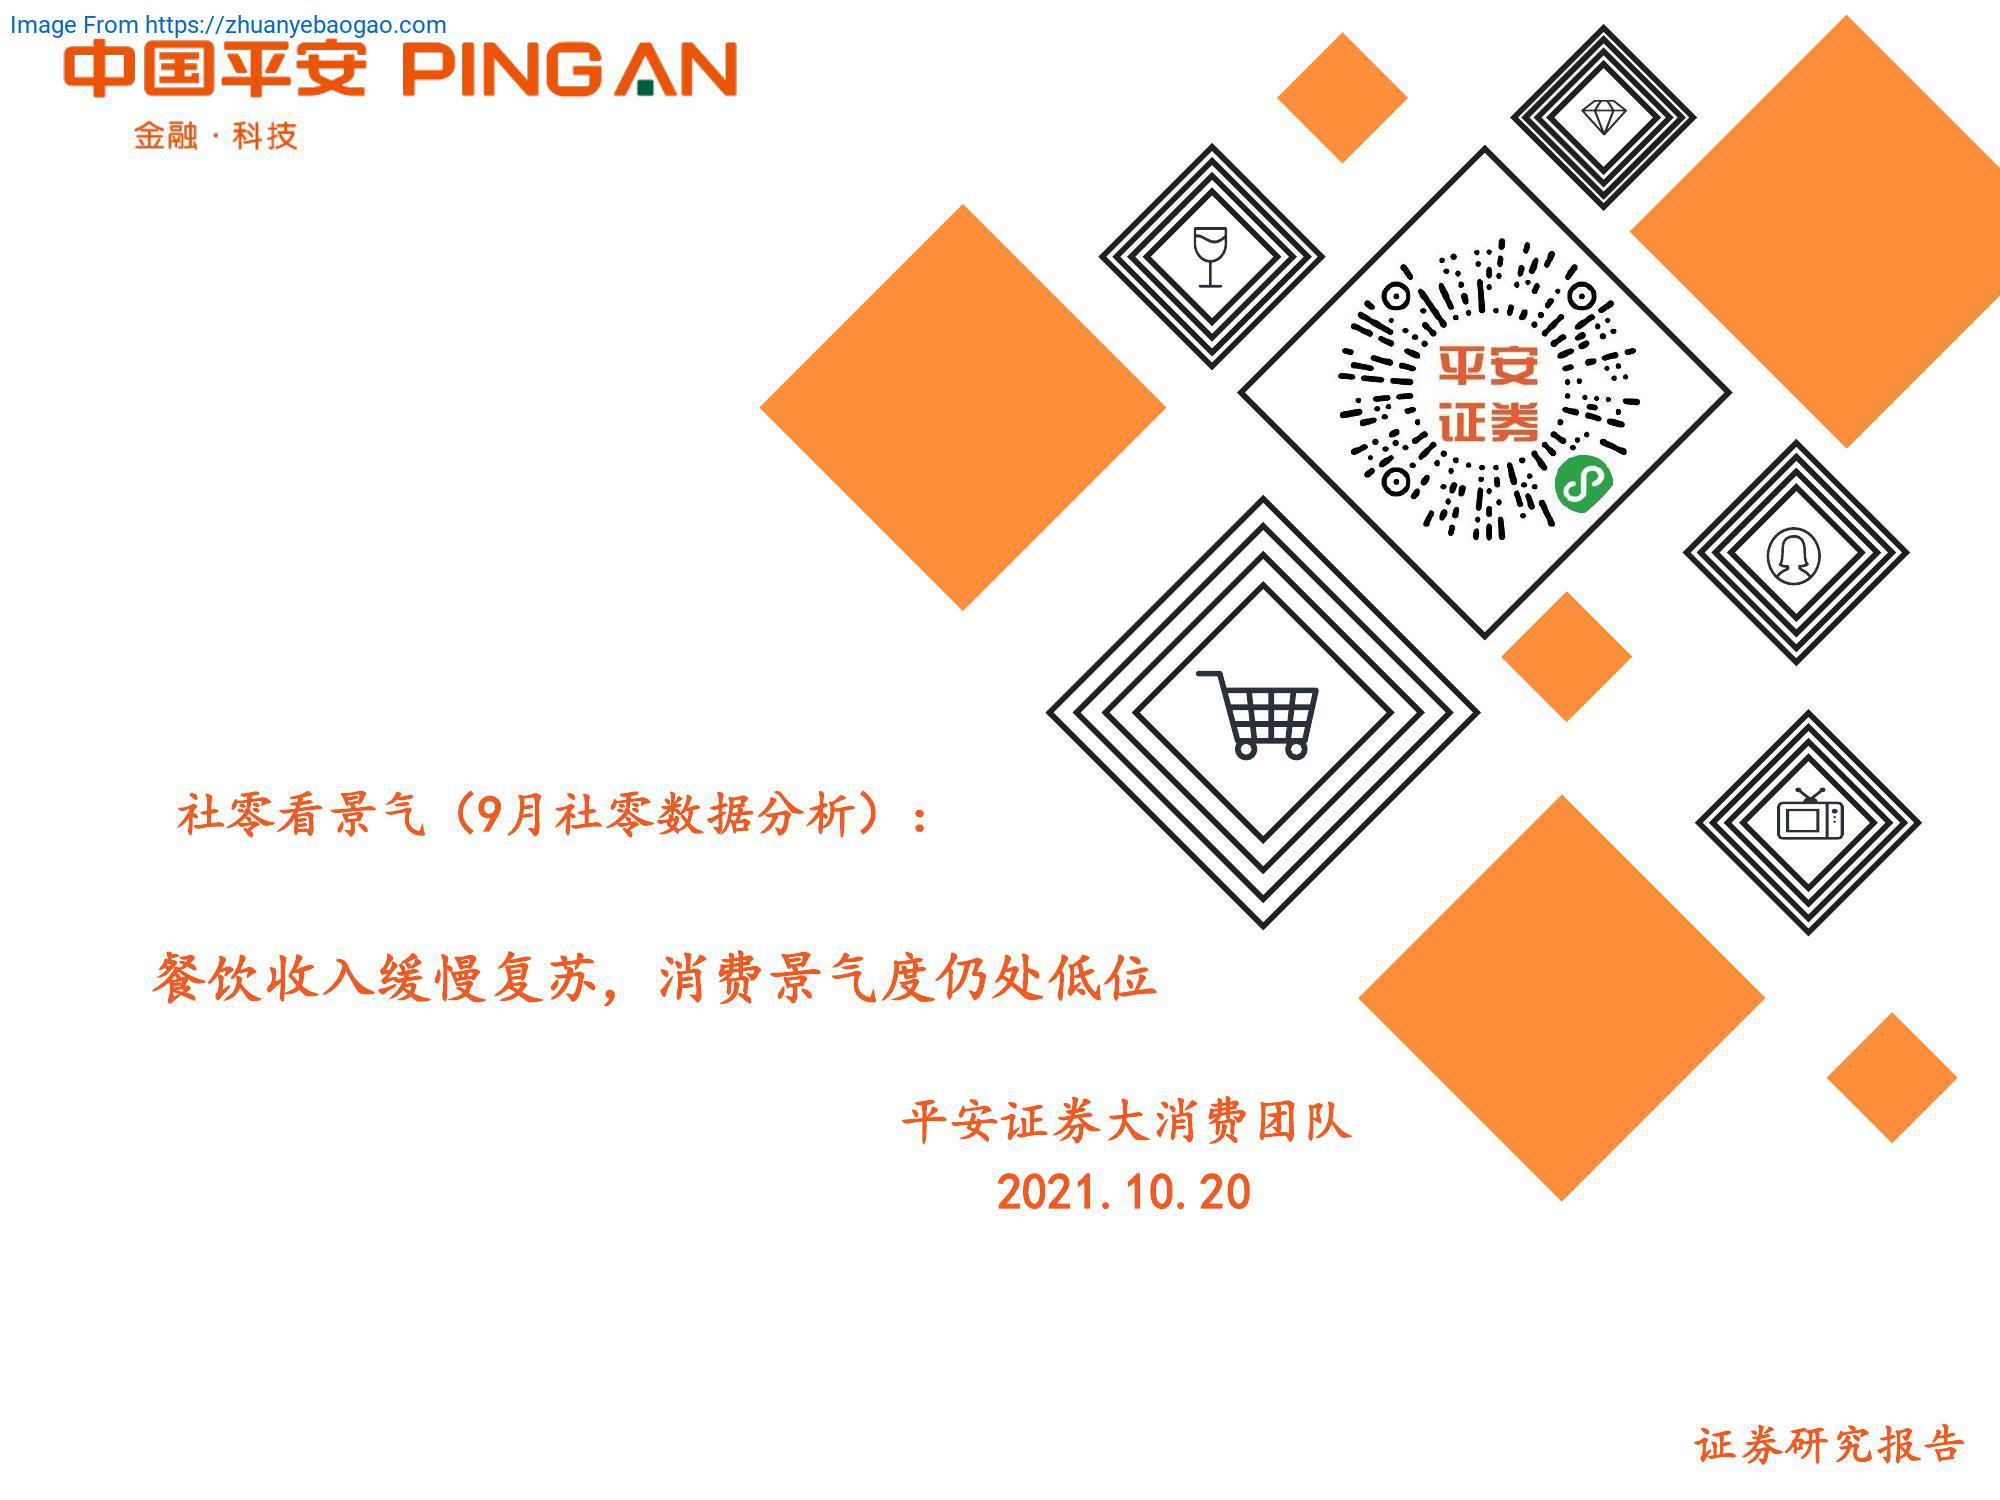 Image From https://zhuanyebaogao.com
中国平安 PINGAN
金融·科技
平安
证券
社零看景气（9月社零数据分析）：
餐饮收入缓慢复苏，消费景气度仍处低位
平安证券大消费团队
2021.10.20
证券研究报告